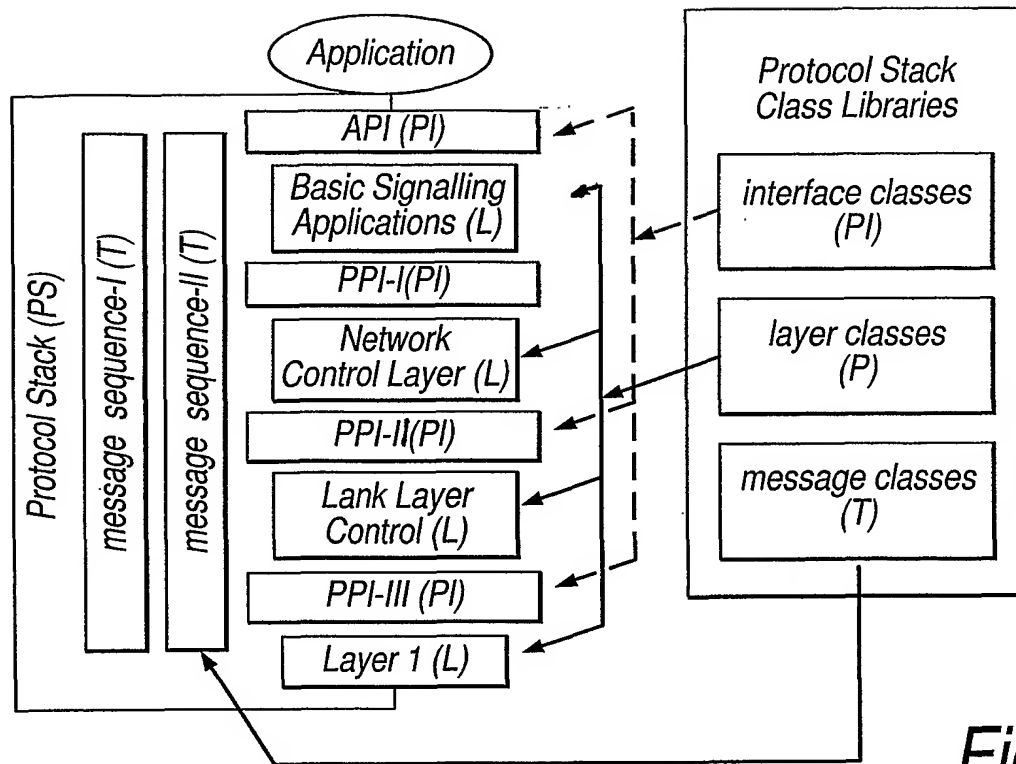 Application
API (PI)
Basic Signalling
Applications (L)
PPI-I(PI)
Network
Control Layer (L)
PPI-II(PI)
Lank Layer
Control (L)
PPI-III (PI)
Layer 1 (L)
Protocol Stack (PS)
message sequence-I (T)
message sequence-II (T)
Protocol Stack
Class Libraries
interface classes
(PI)
layer classes
(P)
message classes
(T)